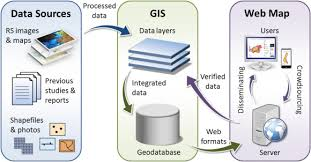 Data Sources
RS images
& maps
Previous
studies &
reports
Shapefiles
& photos
Processed
data
GIS
Data layers
Integrated
data
Geodatabase
Verified
data
Web
formats
Web Map
Users
Disseminating
Crowdsourcing
Server